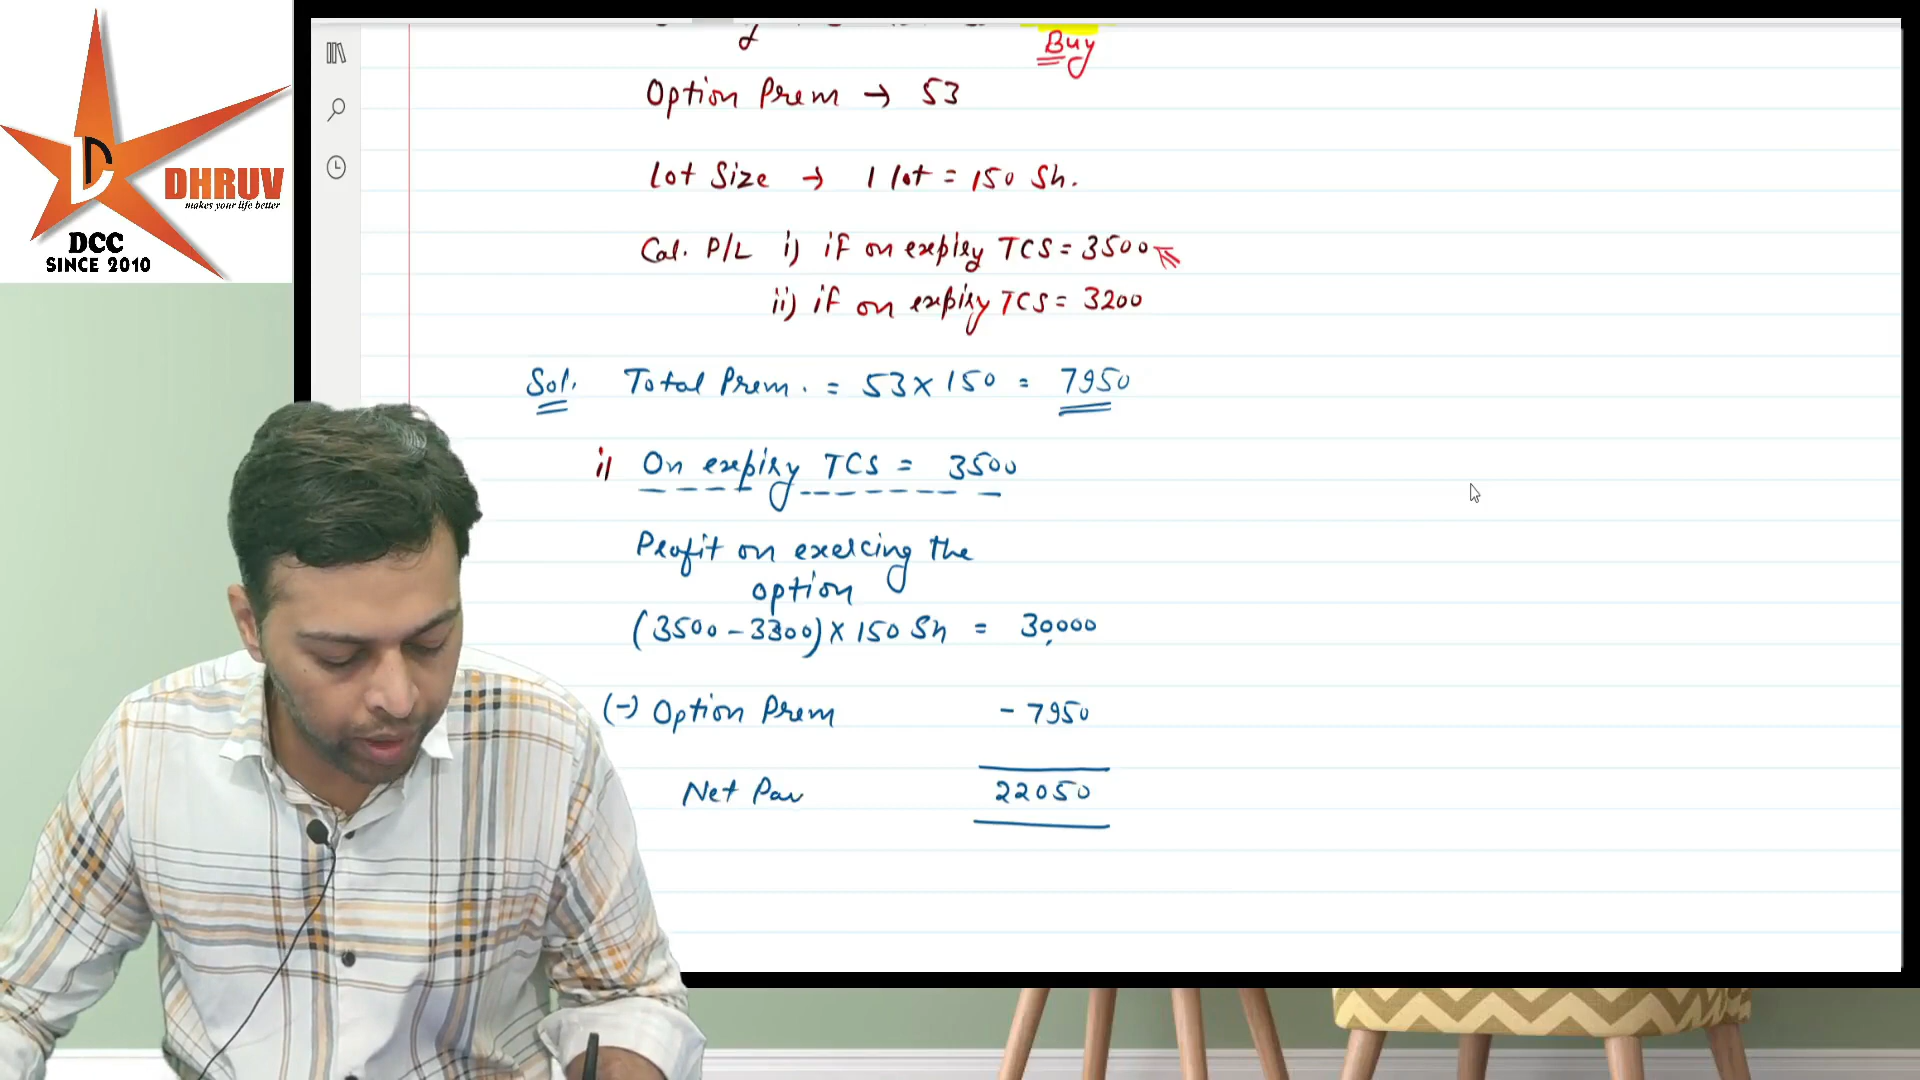 Buy
Option Prem → 53
Lot Size → 1 lot = 150 Sh.
Cal. P/L i) if on expiry TCS = 3500
ii) if on expiry TCS = 3200
Sol. Total Prem. = 53 × 150 = 7950
i) On expiry TCS = 3500
Profit on exercing the
option
(3500 - 3300) × 150 Sh = 30,000
(-) Option Prem - 7950
Net Pay 22050
DHRUV
makes your life better
DCC
SINCE 2010